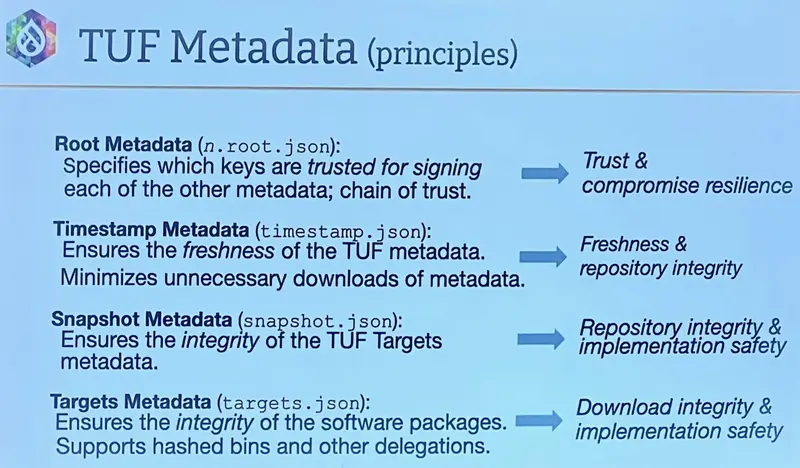 TUF Metadata (principles)
Root Metadata (n.root.json):
Specifies which keys are trusted for signing
each of the other metadata; chain of trust.
Trust &
compromise resilience
Timestamp Metadata (timestamp.json):
Ensures the freshness of the TUF metadata.
Minimizes unnecessary downloads of metadata.
Freshness &
repository integrity
Snapshot Metadata (snapshot.json):
Ensures the integrity of the TUF Targets
metadata.
Repository integrity &
implementation safety
Targets Metadata (targets.json):
Ensures the integrity of the software packages.
Supports hashed bins and other delegations.
Download integrity &
implementation safety